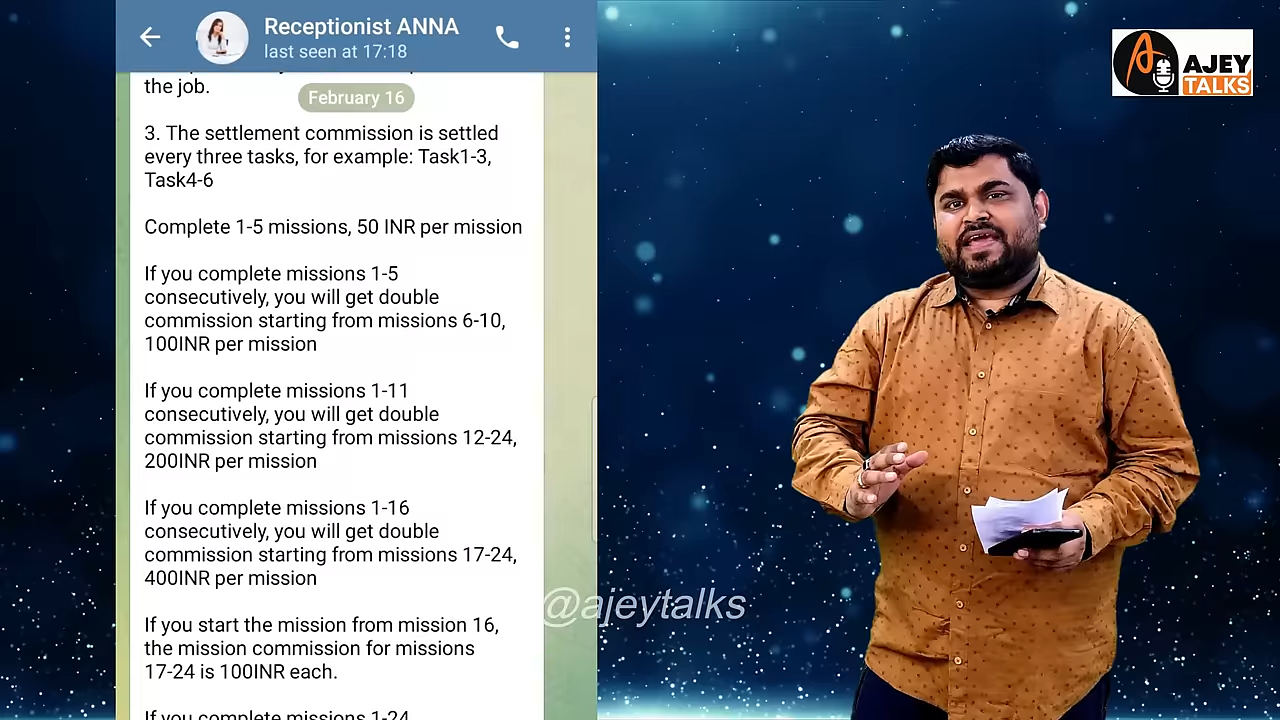 Receptionist ANNA
last seen at 17:18
the job.
February 16
3. The settlement commission is settled
every three tasks, for example: Task1-3,
Task4-6
Complete 1-5 missions, 50 INR per mission
If you complete missions 1-5
consecutively, you will get double
commission starting from missions 6-10,
100INR per mission
If you complete missions 1-11
consecutively, you will get double
commission starting from missions 12-24,
200INR per mission
If you complete missions 1-16
consecutively, you will get double
commission starting from missions 17-24,
400INR per mission
If you start the mission from mission 16,
the mission commission for missions
17-24 is 100INR each.
If you complete missions 1-24
@ajeytalks
AJEY
TALKS